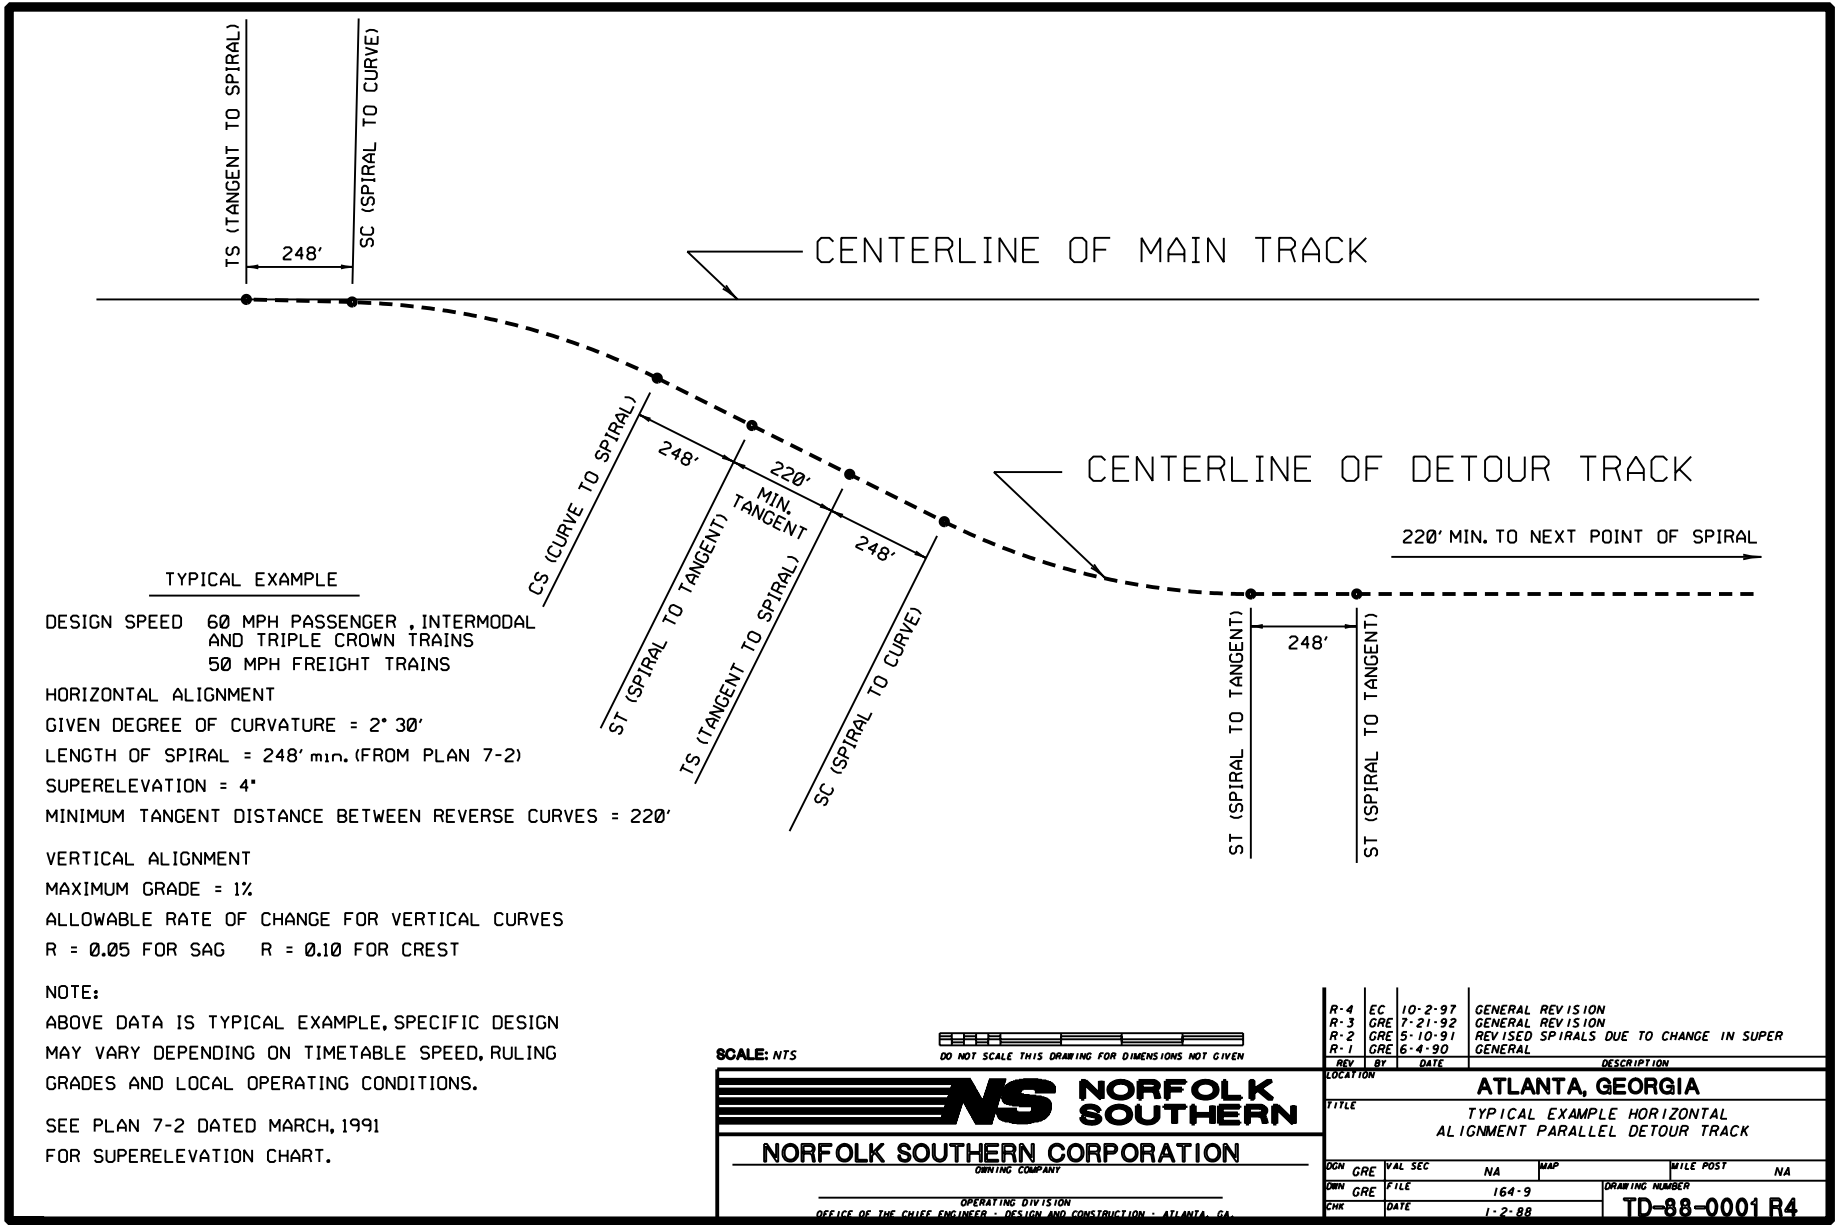 TS (TANGENT TO SPIRAL)
SC (SPIRAL TO CURVE)
248'
CENTERLINE OF MAIN TRACK
CS (CURVE TO SPIRAL)
248'
220'
MIN.
TANGENT
248'
ST (SPIRAL TO TANGENT)
TS (TANGENT TO SPIRAL)
SC (SPIRAL TO CURVE)
CENTERLINE OF DETOUR TRACK
220' MIN. TO NEXT POINT OF SPIRAL
248'
ST (SPIRAL TO TANGENT)
ST (SPIRAL TO TANGENT)
TYPICAL EXAMPLE
DESIGN SPEED 60 MPH PASSENGER , INTERMODAL
AND TRIPLE CROWN TRAINS
50 MPH FREIGHT TRAINS
HORIZONTAL ALIGNMENT
GIVEN DEGREE OF CURVATURE = 2° 30'
LENGTH OF SPIRAL = 248' min. (FROM PLAN 7-2)
SUPERELEVATION = 4"
MINIMUM TANGENT DISTANCE BETWEEN REVERSE CURVES = 220'
VERTICAL ALIGNMENT
MAXIMUM GRADE = 1%
ALLOWABLE RATE OF CHANGE FOR VERTICAL CURVES
R = 0.05 FOR SAG R = 0.10 FOR CREST
NOTE:
ABOVE DATA IS TYPICAL EXAMPLE, SPECIFIC DESIGN
MAY VARY DEPENDING ON TIMETABLE SPEED, RULING
GRADES AND LOCAL OPERATING CONDITIONS.
SEE PLAN 7-2 DATED MARCH, 1991
FOR SUPERELEVATION CHART.
SCALE: NTS
DO NOT SCALE THIS DRAWING FOR DIMENSIONS NOT GIVEN
NS NORFOLK
SOUTHERN
NORFOLK SOUTHERN CORPORATION
OWNING COMPANY
OPERATING DIVISION
OFFICE OF THE CHIEF ENGINEER - DESIGN AND CONSTRUCTION - ATLANTA, GA.
R-4 EC 10-2-97 GENERAL REVISION
R-3 GRE 7-21-92 GENERAL REVISION
R-2 GRE 5-10-91 REVISED SPIRALS DUE TO CHANGE IN SUPER
R-1 GRE 6-4-90 GENERAL
REV BY DATE DESCRIPTION
LOCATION
ATLANTA, GEORGIA
TITLE
TYPICAL EXAMPLE HORIZONTAL
ALIGNMENT PARALLEL DETOUR TRACK
DGN GRE VAL SEC NA MAP MILE POST NA
DWN GRE FILE 164-9 DRAWING NUMBER
CHK DATE 1-2-88 TD-88-0001 R4